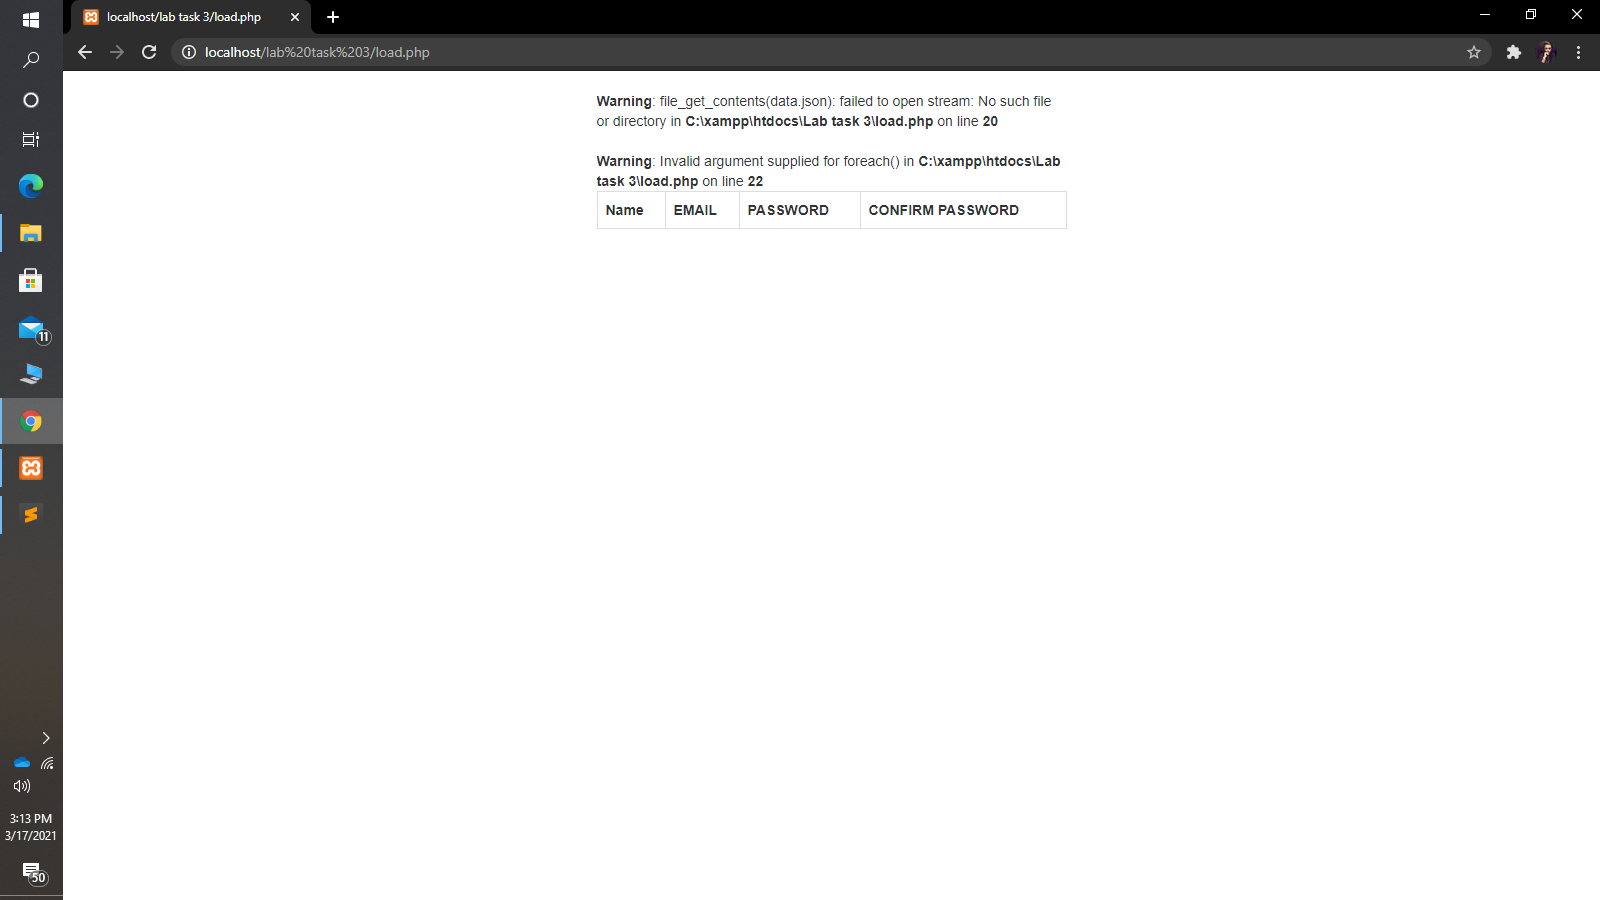 localhost/lab task 3/load.php
localhost/lab%20task%203/load.php
Warning: file_get_contents(data.json): failed to open stream: No such file
or directory in C:\xampp\htdocs\Lab task 3\load.php on line 20
Warning: Invalid argument supplied for foreach() in C:\xampp\htdocs\Lab
task 3\load.php on line 22
Name EMAIL PASSWORD CONFIRM PASSWORD
11
3:13 PM
3/17/2021
50